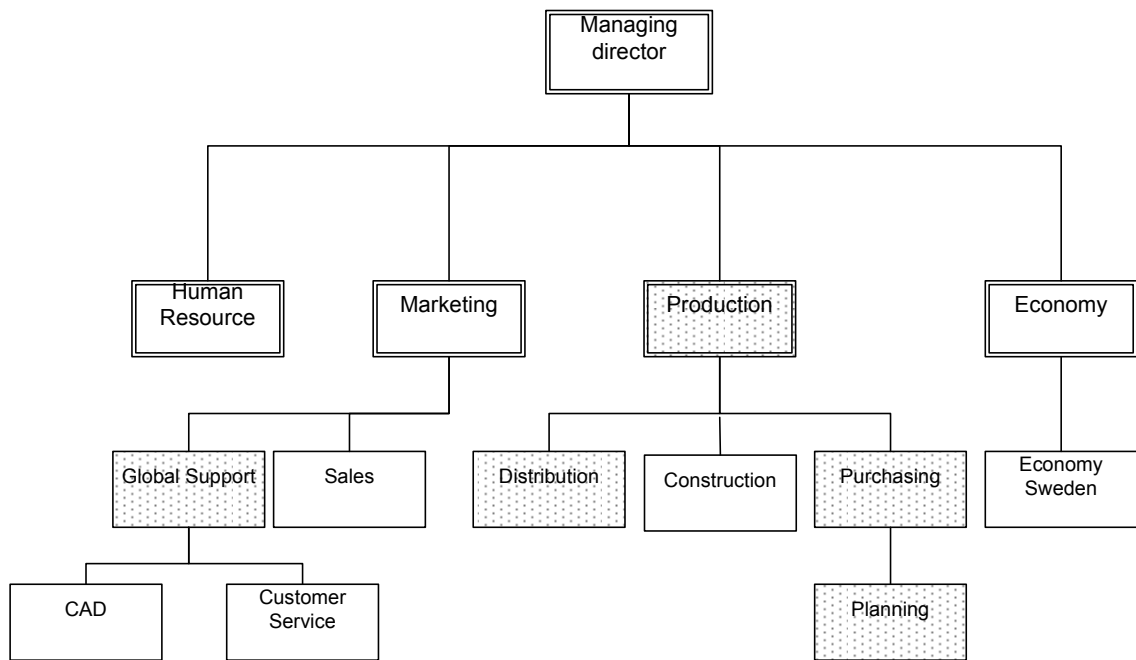 Managing
director
Human
Resource
Marketing
Production
Economy
Global Support
Sales
Distribution
Construction
Purchasing
Economy
Sweden
CAD
Customer
Service
Planning